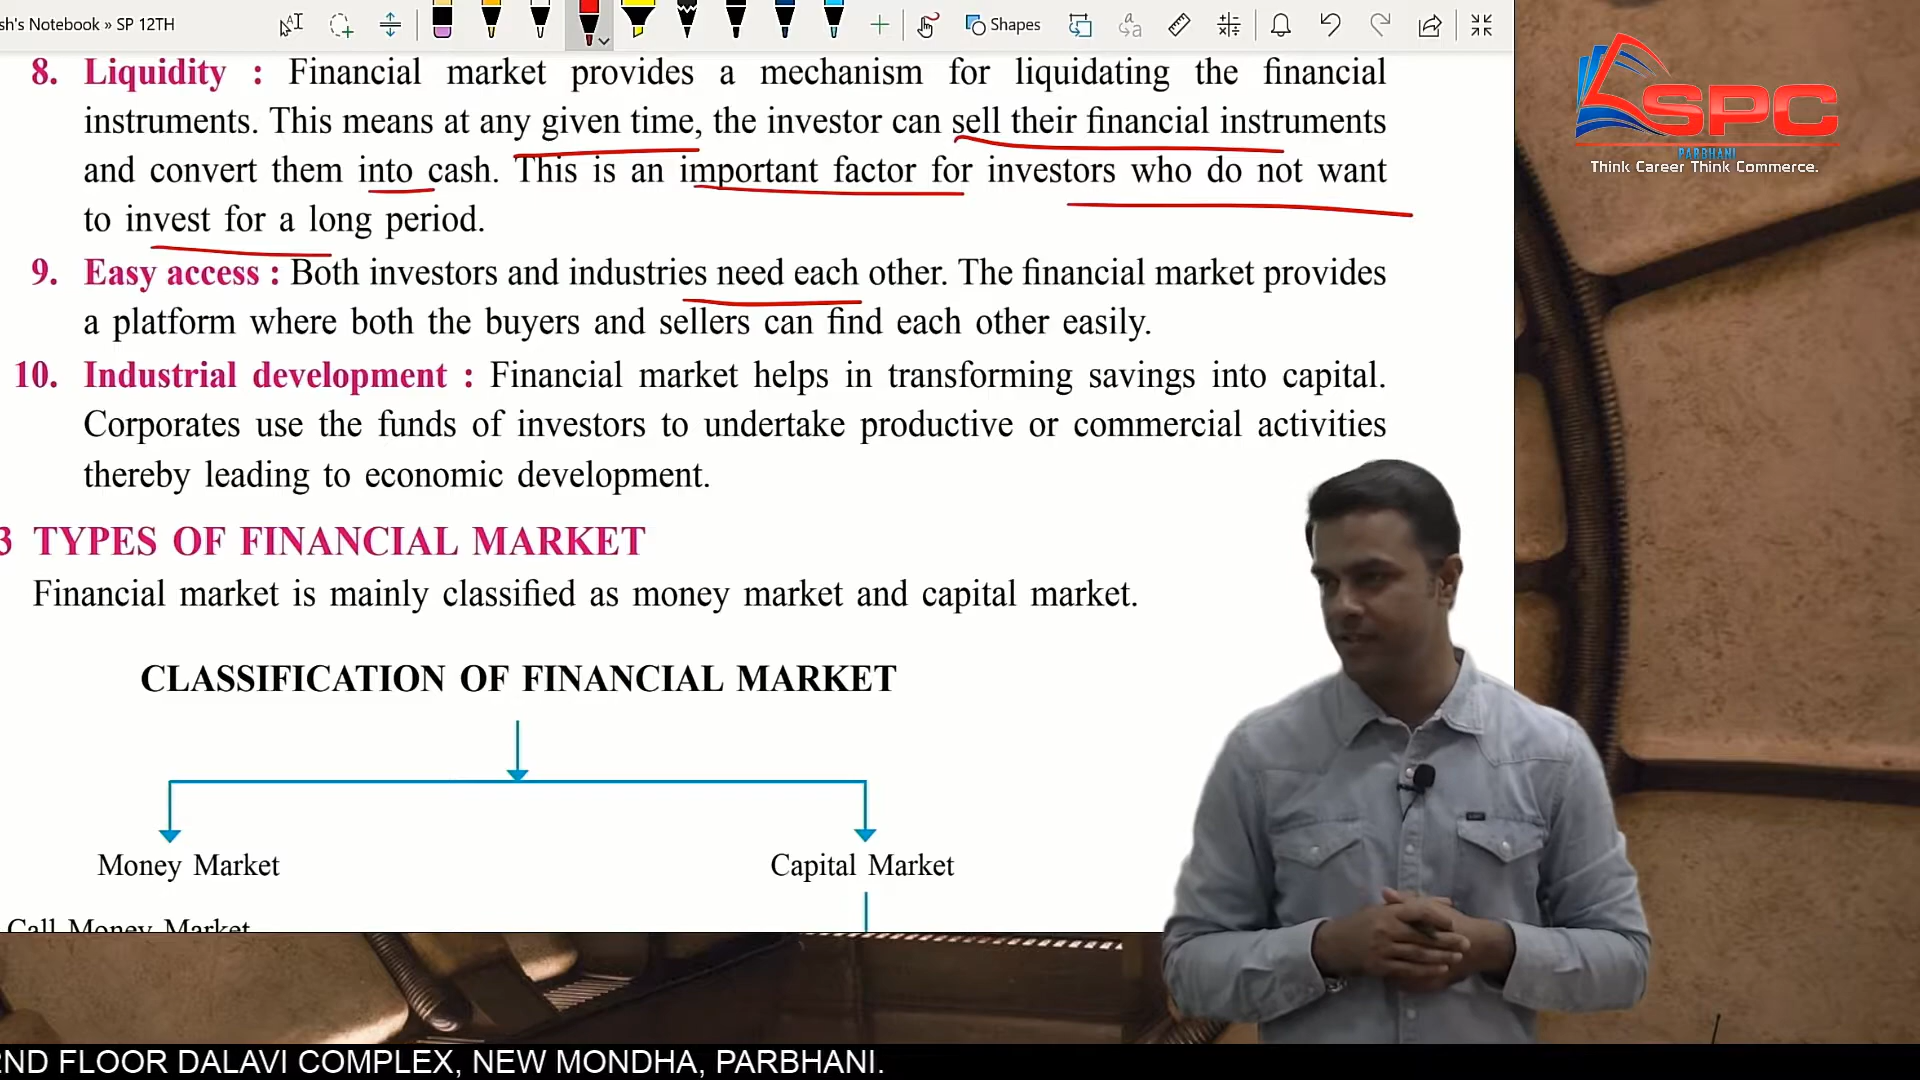 sh's Notebook » SP 12TH
Shapes
8. Liquidity : Financial market provides a mechanism for liquidating the financial
instruments. This means at any given time, the investor can sell their financial instruments
and convert them into cash. This is an important factor for investors who do not want
to invest for a long period.
9. Easy access : Both investors and industries need each other. The financial market provides
a platform where both the buyers and sellers can find each other easily.
10. Industrial development : Financial market helps in transforming savings into capital.
Corporates use the funds of investors to undertake productive or commercial activities
thereby leading to economic development.
3 TYPES OF FINANCIAL MARKET
Financial market is mainly classified as money market and capital market.
CLASSIFICATION OF FINANCIAL MARKET
Money Market
Capital Market
Call Money Market
SPC
PARBHANI
Think Career Think Commerce.
2ND FLOOR DALAVI COMPLEX, NEW MONDHA, PARBHANI.